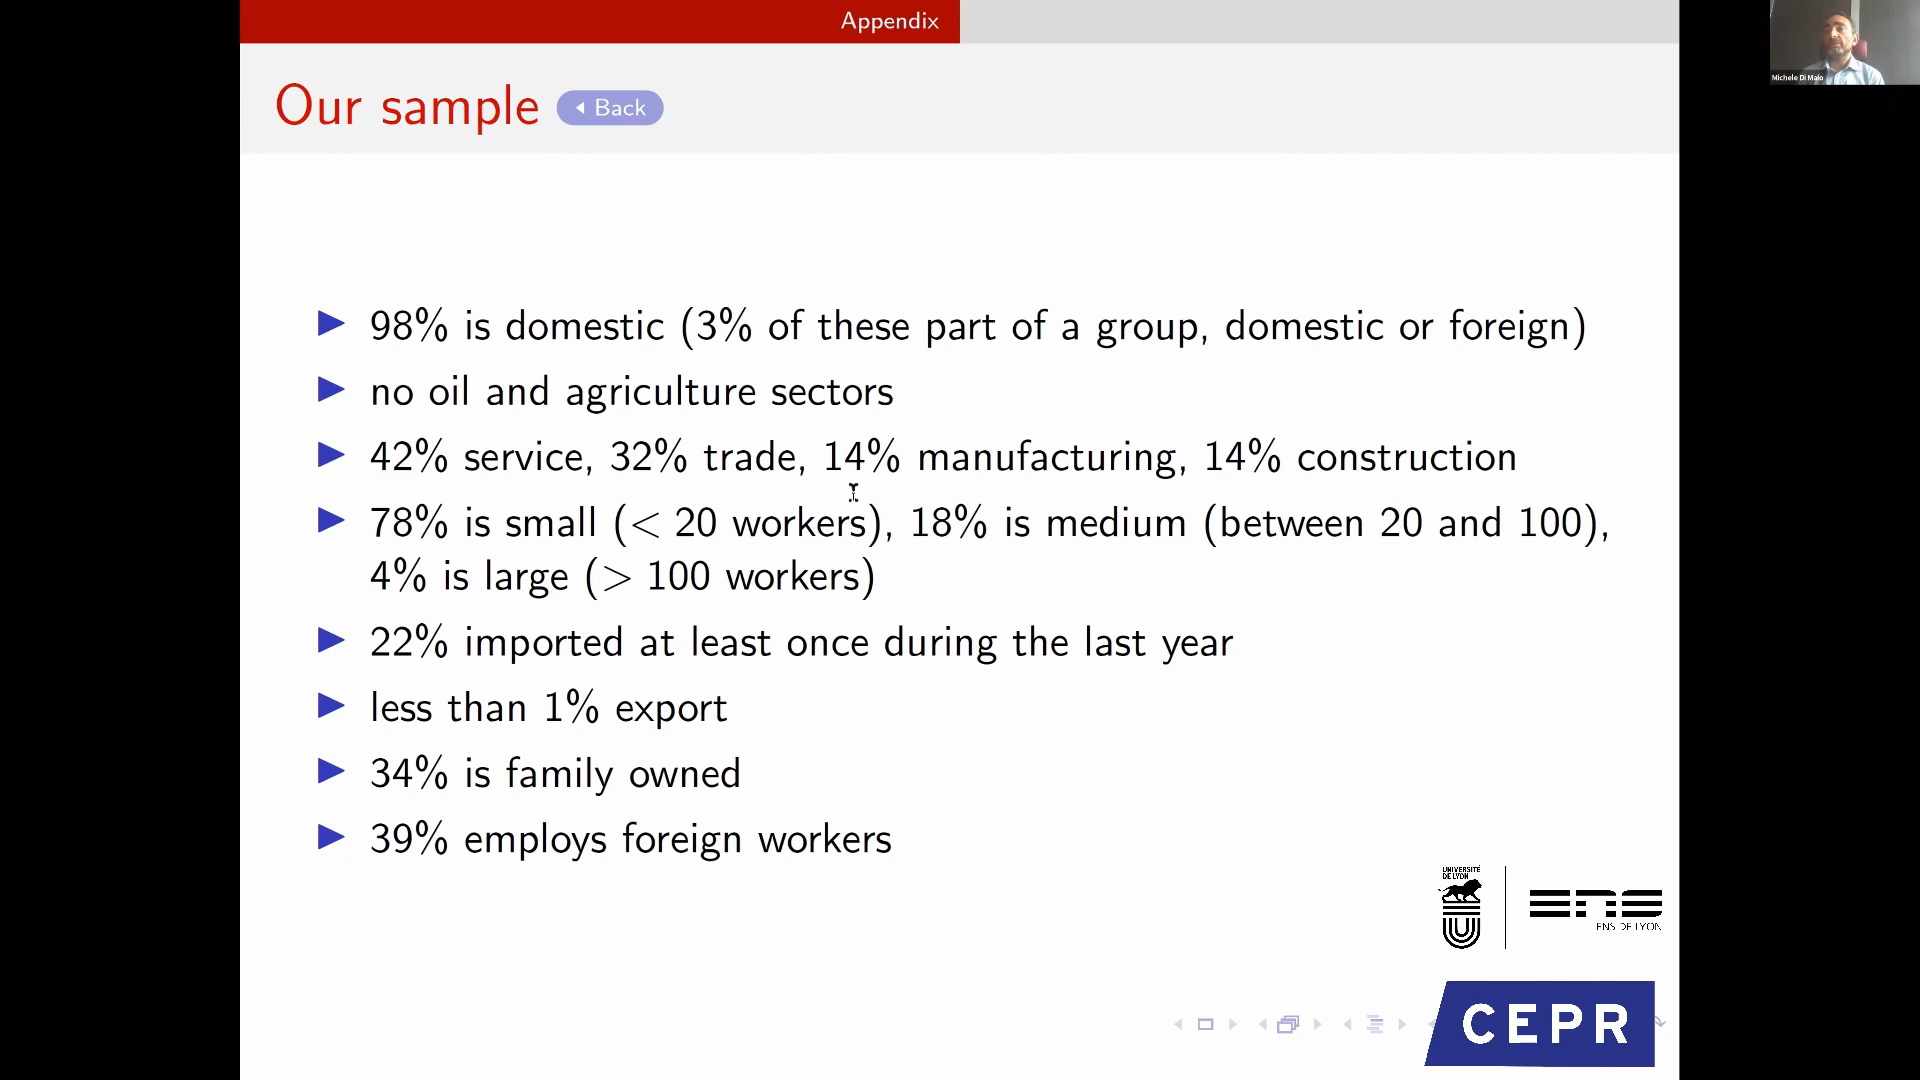 Appendix
Michele Di Maio
Our sample
Back
98% is domestic (3% of these part of a group, domestic or foreign)
no oil and agriculture sectors
42% service, 32% trade, 14% manufacturing, 14% construction
78% is small (< 20 workers), 18% is medium (between 20 and 100),
4% is large (> 100 workers)
22% imported at least once during the last year
less than 1% export
34% is family owned
39% employs foreign workers
UNIVERSITÉ
DE LYON
ENS
ENS DE LYON
CEPR